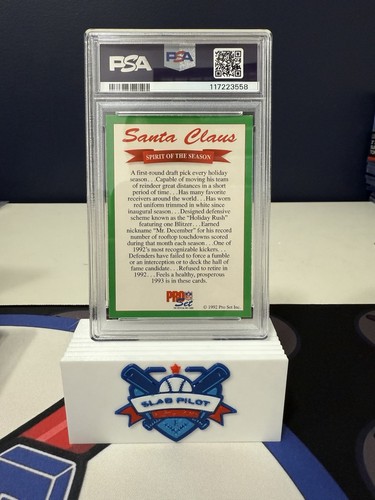 PSA
PSA
117223558
Santa Claus
SPIRIT OF THE SEASON
A first-round draft pick every holiday
season. . .Capable of moving his team
of reindeer great distances in a short
period of time. . .Has many favorite
receivers around the world. . .Has worn
red uniform trimmed in white since
inaugural season. . .Designed defensive
scheme known as the "Holiday Rush"
featuring one Blitzer. . .Earned
nickname "Mr. December" for his record
number of rooftop touchdowns scored
during that month each season. . .One of
1992's most recognizable kickers. . .
Defenders have failed to force a fumble
or an interception or to deck the hall of
fame candidate. . .Refused to retire in
1992. . .Feels a healthy, prosperous
1993 is in these cards.
PRO
Set
© 1992 Pro Set Inc.
SLAB PILOT